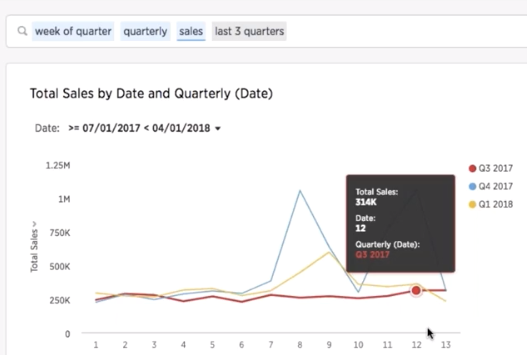 week of quarter quarterly sales last 3 quarters
Total Sales by Date and Quarterly (Date)
Date: >= 07/01/2017 < 04/01/2018
Total Sales
1.25M
1M
750K
500K
250K
0
1 2 3 4 5 6 7 8 9 10 11 12 13
Total Sales:
314K
Date:
12
Quarterly (Date):
Q3 2017
Q3 2017
Q4 2017
Q1 2018